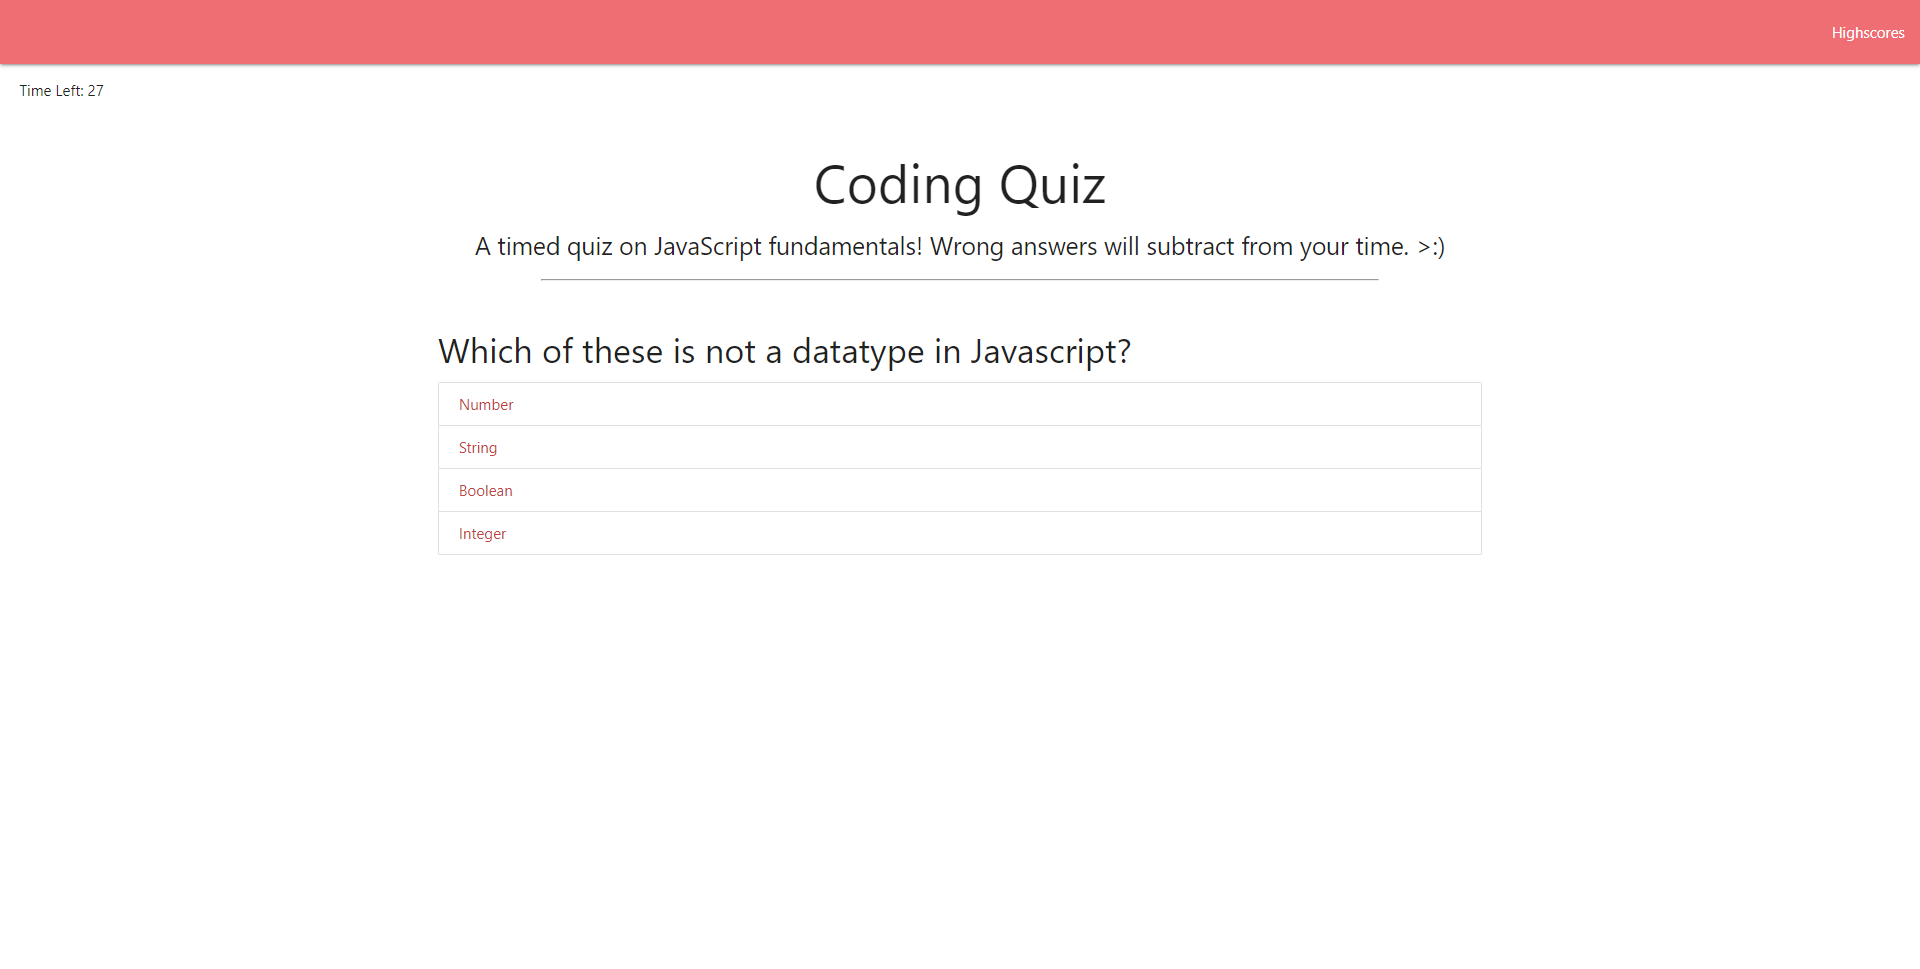 Highscores
Time Left: 27
Coding Quiz
A timed quiz on JavaScript fundamentals! Wrong answers will subtract from your time. >:)
Which of these is not a datatype in Javascript?
Number
String
Boolean
Integer